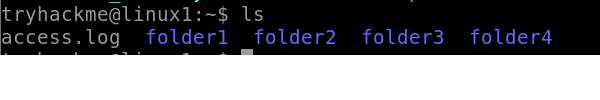 tryhackme@linux1:~$ ls
access.log folder1 folder2 folder3 folder4